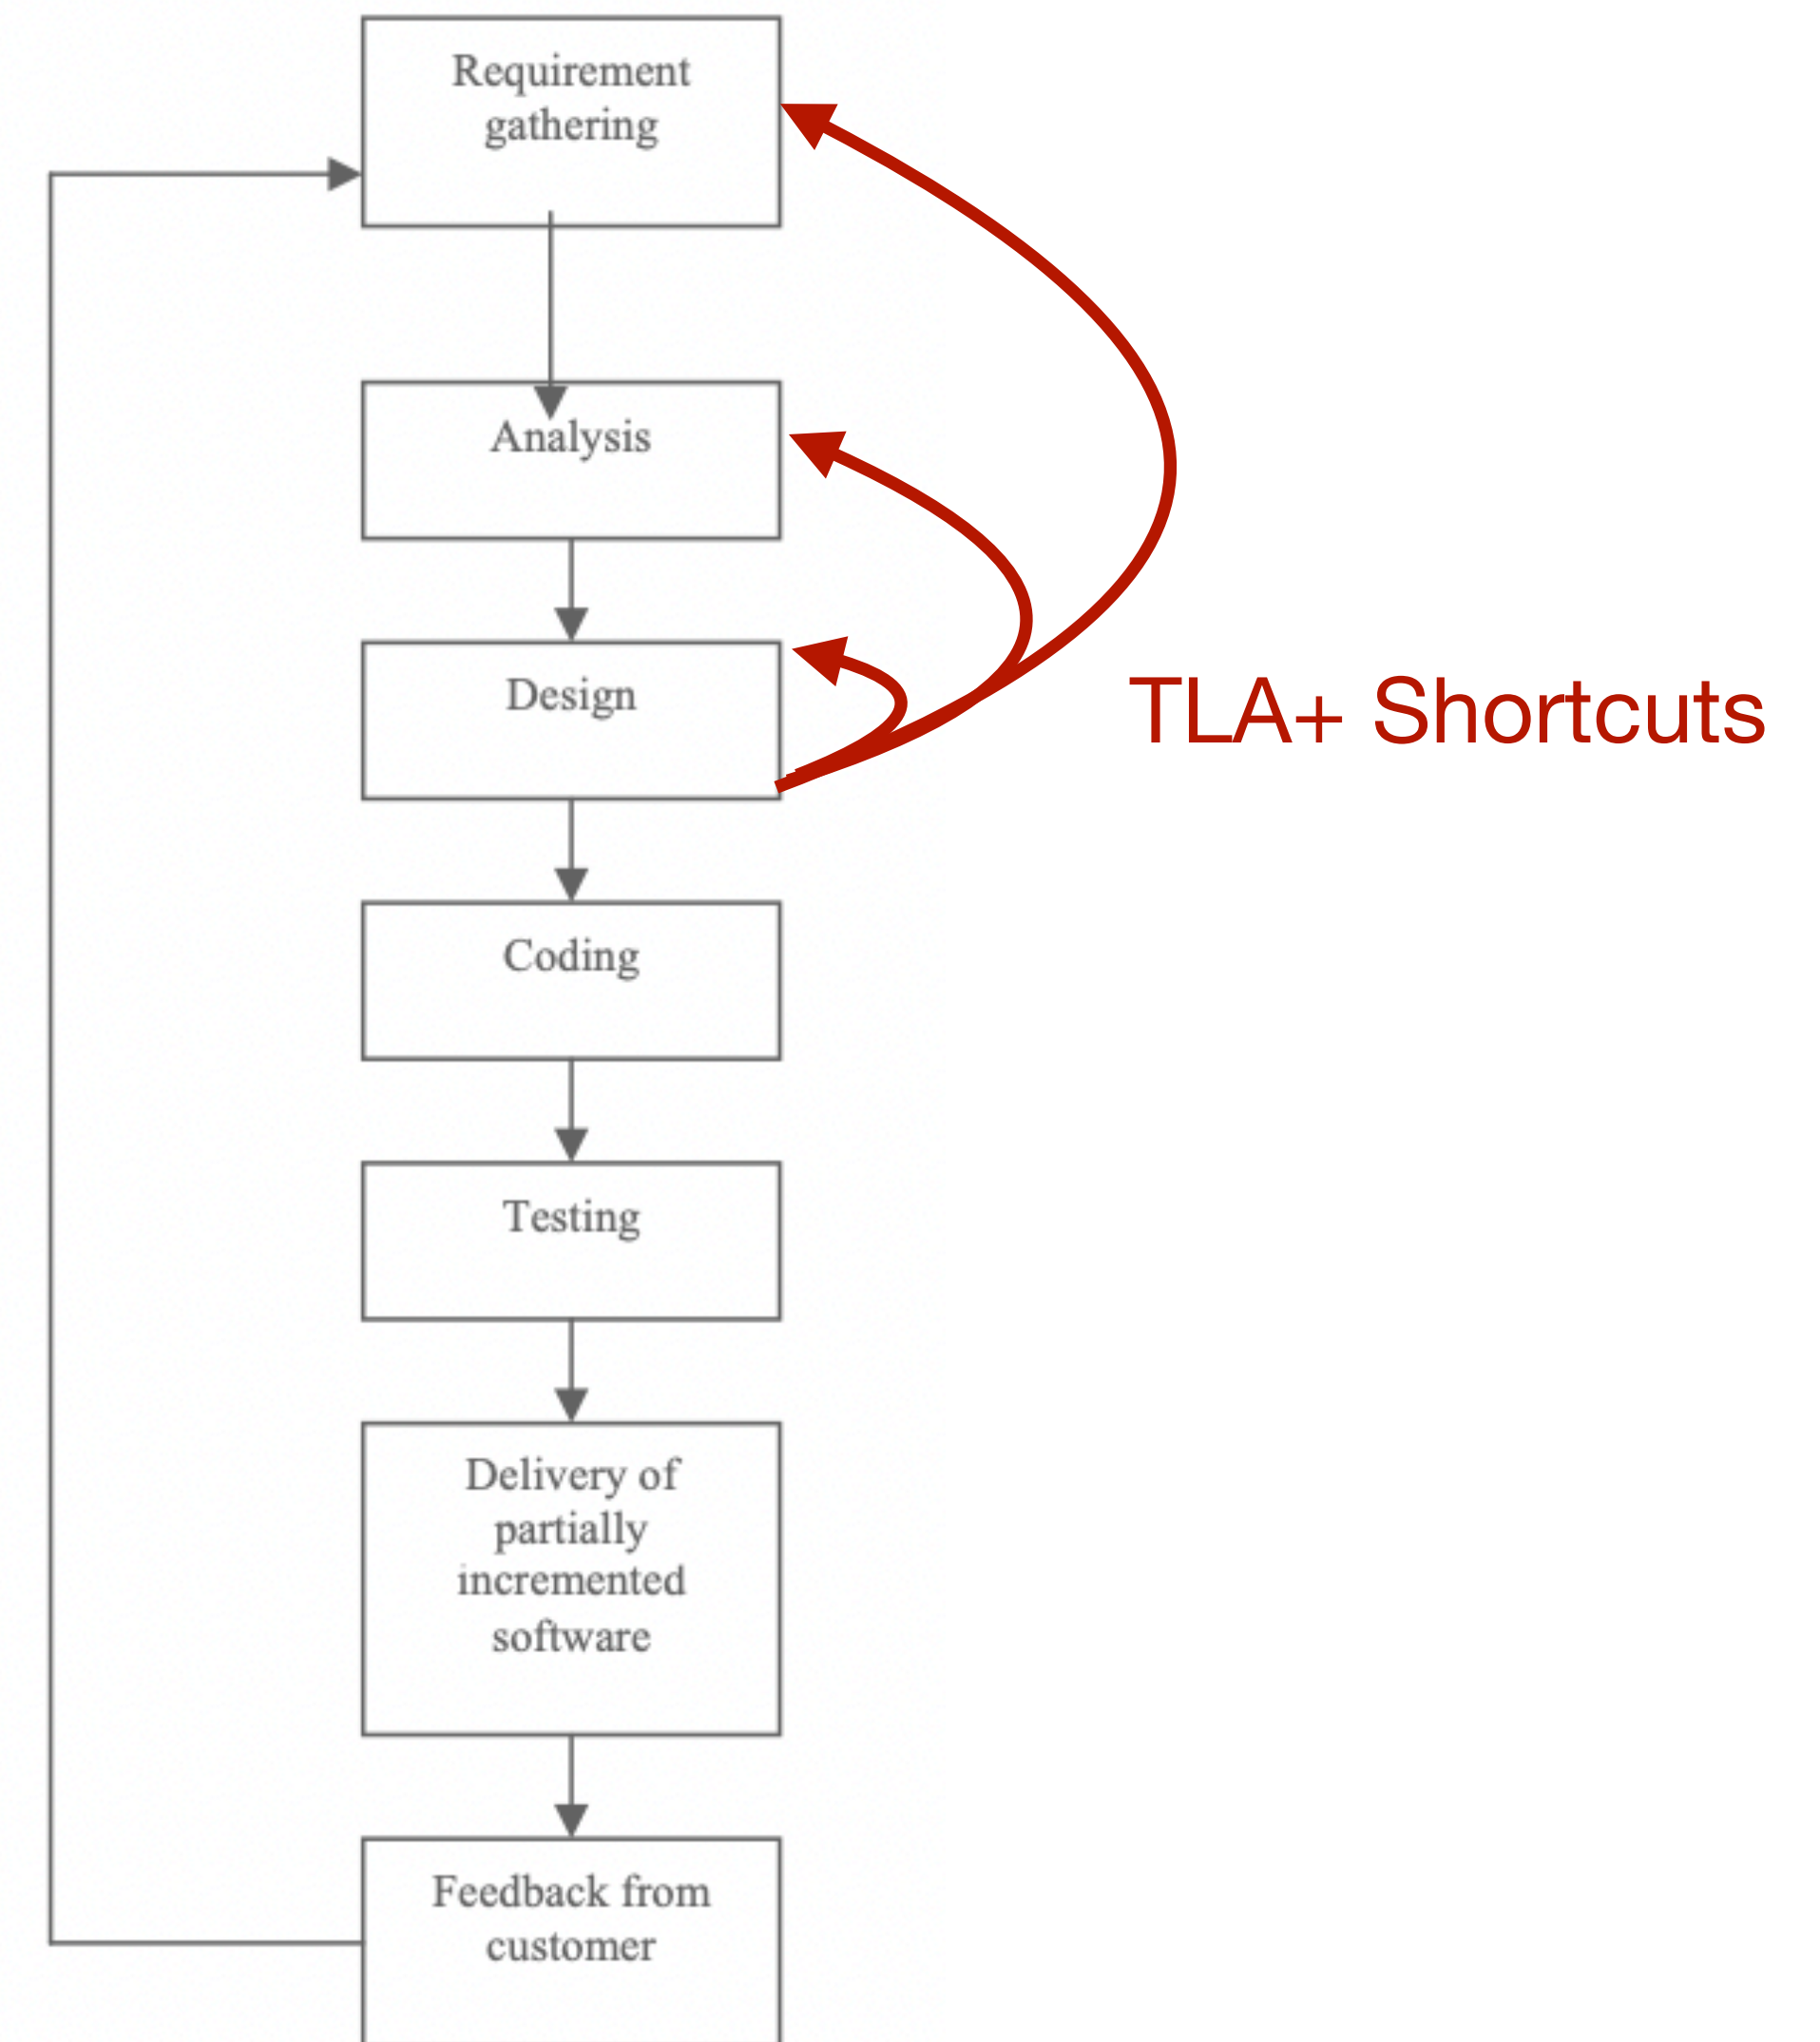 Requirement
gathering
Analysis
Design
TLA+ Shortcuts
Coding
Testing
Delivery of
partially
incremented
software
Feedback from
customer